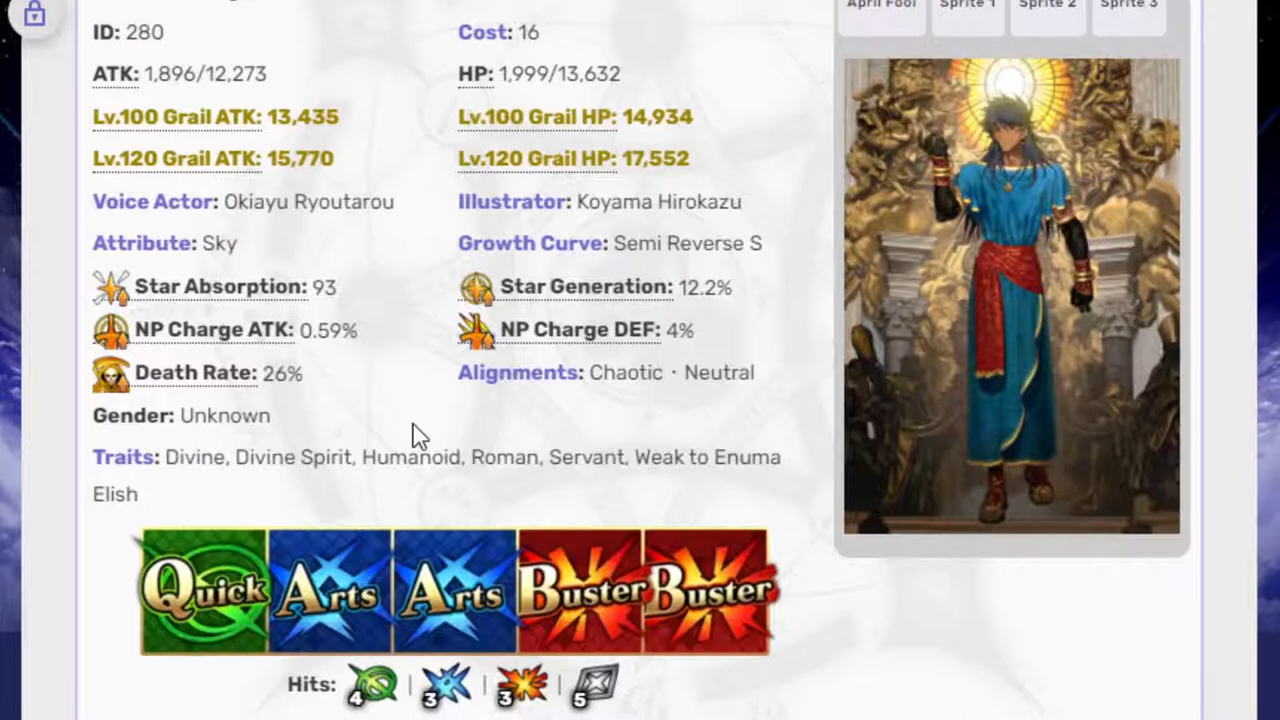 April Fool Sprite 1 Sprite 2 Sprite 3
ID: 280 Cost: 16
ATK: 1,896/12,273 HP: 1,999/13,632
Lv.100 Grail ATK: 13,435 Lv.100 Grail HP: 14,934
Lv.120 Grail ATK: 15,770 Lv.120 Grail HP: 17,552
Voice Actor: Okiayu Ryoutarou Illustrator: Koyama Hirokazu
Attribute: Sky Growth Curve: Semi Reverse S
Star Absorption: 93 Star Generation: 12.2%
NP Charge ATK: 0.59% NP Charge DEF: 4%
Death Rate: 26% Alignments: Chaotic・Neutral
Gender: Unknown
Traits: Divine, Divine Spirit, Humanoid, Roman, Servant, Weak to Enuma
Elish
Quick Arts Arts Buster Buster
Hits: 4 | 3 | 3 | 5